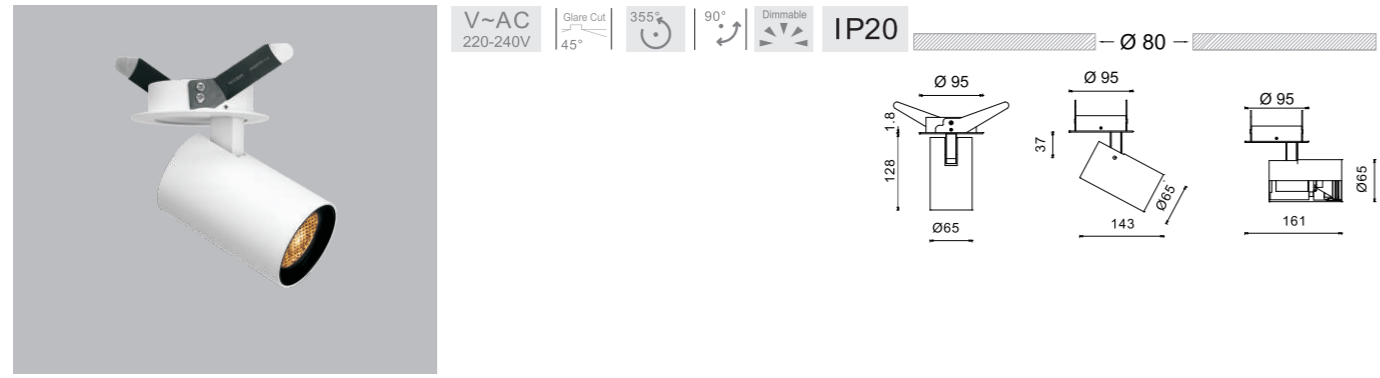 V~AC
220-240V
Glare Cut
45°
355°
90°
Dimmable
IP20
Ø 80
Ø 95
1.8
128
Ø65
Ø 95
37
Ø65
143
Ø 95
Ø65
161